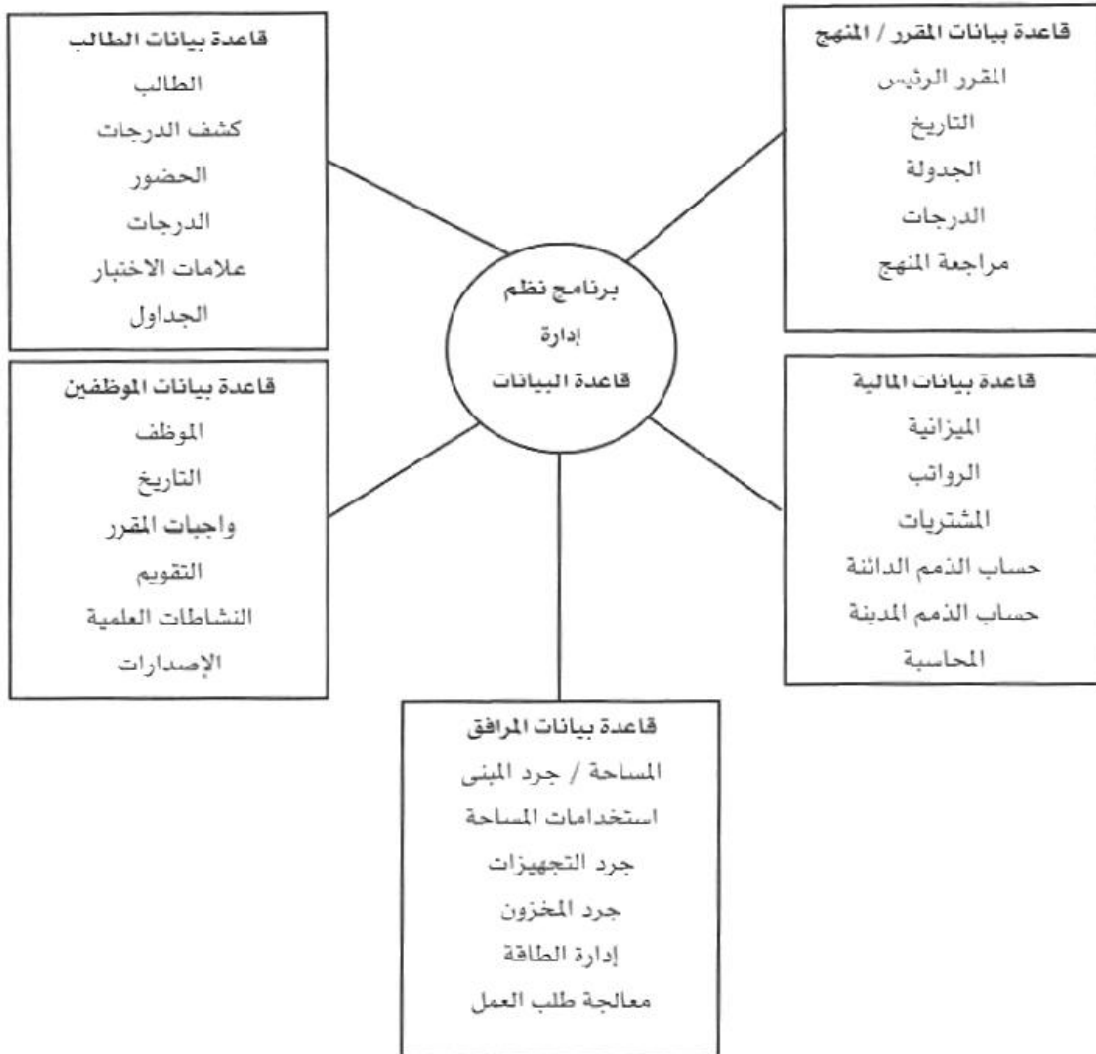 قاعدة بيانات المقرر / المنهج
المقرر الرئيس
التاريخ
الجدولة
الدرجات
مراجعة المنهج
قاعدة بيانات الطالب
الطالب
كشف الدرجات
الحضور
الدرجات
علامات الاختبار
الجداول
برنامج نظم
إدارة
قاعدة البيانات
قاعدة بيانات المالية
الميزانية
الرواتب
المشتريات
حساب الذمم الدائنة
حساب الذمم المدينة
المحاسبة
قاعدة بيانات الموظفين
الموظف
التاريخ
واجبات المقرر
التقويم
النشاطات العلمية
الإصدارات
قاعدة بيانات المرافق
المساحة / جرد المبنى
استخدامات المساحة
جرد التجهيزات
جرد المخزون
إدارة الطاقة
معالجة طلب العمل